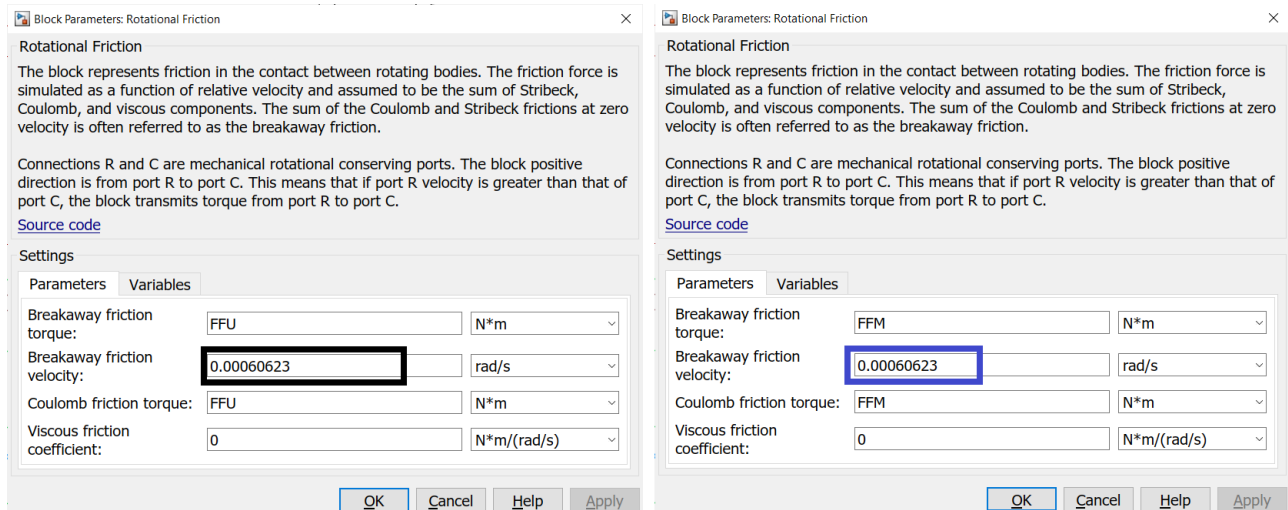 Block Parameters: Rotational Friction
Rotational Friction
The block represents friction in the contact between rotating bodies. The friction force is
simulated as a function of relative velocity and assumed to be the sum of Stribeck,
Coulomb, and viscous components. The sum of the Coulomb and Stribeck frictions at zero
velocity is often referred to as the breakaway friction.
Connections R and C are mechanical rotational conserving ports. The block positive
direction is from port R to port C. This means that if port R velocity is greater than that of
port C, the block transmits torque from port R to port C.
Source code
Settings
Parameters Variables
Breakaway friction
torque: FFU N*m
Breakaway friction
velocity: 0.00060623 rad/s
Coulomb friction torque: FFU N*m
Viscous friction
coefficient: 0 N*m/(rad/s)
OK Cancel Help Apply
Block Parameters: Rotational Friction
Rotational Friction
The block represents friction in the contact between rotating bodies. The friction force is
simulated as a function of relative velocity and assumed to be the sum of Stribeck,
Coulomb, and viscous components. The sum of the Coulomb and Stribeck frictions at zero
velocity is often referred to as the breakaway friction.
Connections R and C are mechanical rotational conserving ports. The block positive
direction is from port R to port C. This means that if port R velocity is greater than that of
port C, the block transmits torque from port R to port C.
Source code
Settings
Parameters Variables
Breakaway friction
torque: FFM N*m
Breakaway friction
velocity: 0.00060623 rad/s
Coulomb friction torque: FFM N*m
Viscous friction
coefficient: 0 N*m/(rad/s)
OK Cancel Help Apply